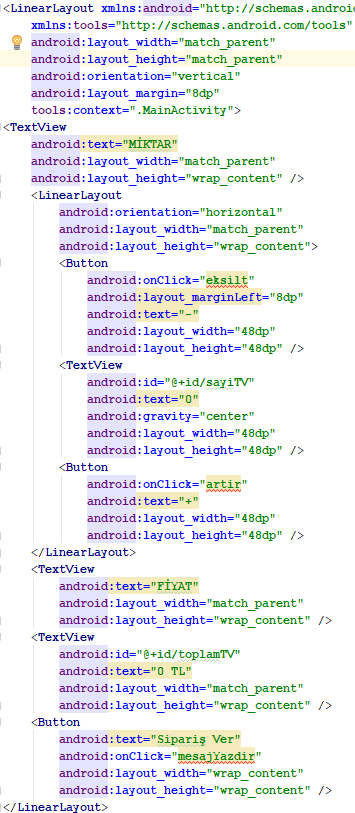 <LinearLayout xmlns:android="http://schemas.androi
xmlns:tools="http://schemas.android.com/tools"
android:layout_width="match_parent"
android:layout_height="match_parent"
android:orientation="vertical"
android:layout_margin="8dp"
tools:context=".MainActivity">
<TextView
android:text="MİKTAR"
android:layout_width="match_parent"
android:layout_height="wrap_content" />
<LinearLayout
android:orientation="horizontal"
android:layout_width="match_parent"
android:layout_height="wrap_content">
<Button
android:onClick="eksilt"
android:layout_marginLeft="8dp"
android:text="-"
android:layout_width="48dp"
android:layout_height="48dp" />
<TextView
android:id="@+id/sayiTV"
android:text="0"
android:gravity="center"
android:layout_width="48dp"
android:layout_height="48dp" />
<Button
android:onClick="artir"
android:text="+"
android:layout_width="48dp"
android:layout_height="48dp" />
</LinearLayout>
<TextView
android:text="FİYAT"
android:layout_width="match_parent"
android:layout_height="wrap_content" />
<TextView
android:id="@+id/toplamTV"
android:text="0 TL"
android:layout_width="match_parent"
android:layout_height="wrap_content" />
<Button
android:text="Sipariş Ver"
android:onClick="mesajYazdir"
android:layout_width="wrap_content"
android:layout_height="wrap_content" />
</LinearLayout>